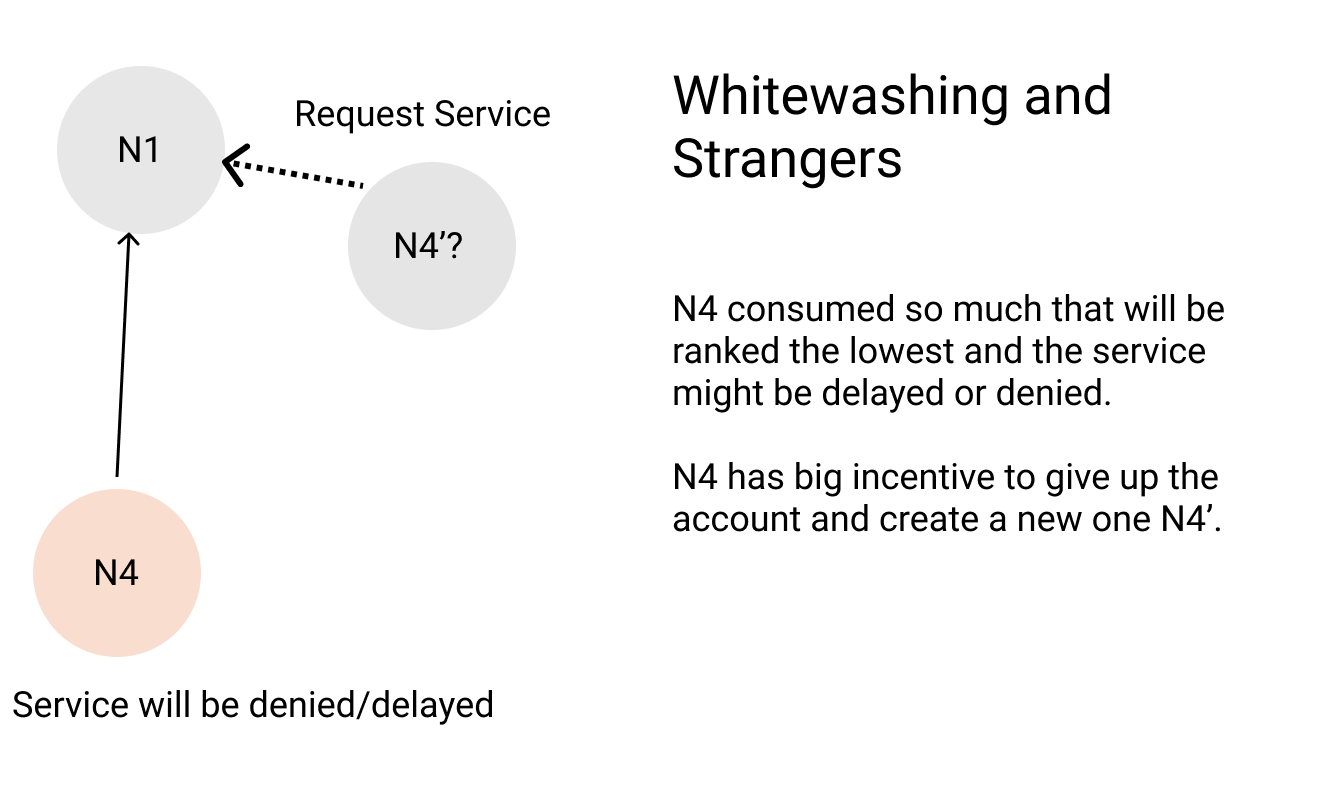 Whitewashing and
Strangers
Request Service
N1
N4’?
N4 consumed so much that will be
ranked the lowest and the service
might be delayed or denied.
N4 has big incentive to give up the
account and create a new one N4’.
N4
Service will be denied/delayed